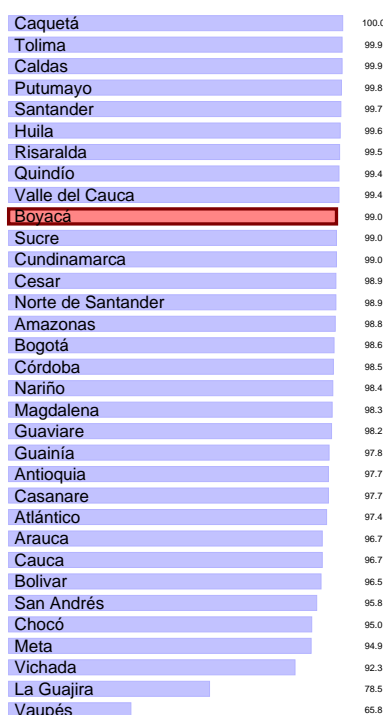 Caquetá 100.0
Tolima 99.9
Caldas 99.9
Putumayo 99.8
Santander 99.7
Huila 99.6
Risaralda 99.5
Quindío 99.4
Valle del Cauca 99.4
Boyacá 99.0
Sucre 99.0
Cundinamarca 99.0
Cesar 98.9
Norte de Santander 98.9
Amazonas 98.8
Bogotá 98.6
Córdoba 98.5
Nariño 98.4
Magdalena 98.3
Guaviare 98.2
Guainía 97.8
Antioquia 97.7
Casanare 97.7
Atlántico 97.4
Arauca 96.7
Cauca 96.7
Bolivar 96.5
San Andrés 95.8
Chocó 95.0
Meta 94.9
Vichada 92.3
La Guajira 78.5
Vaupés 65.8